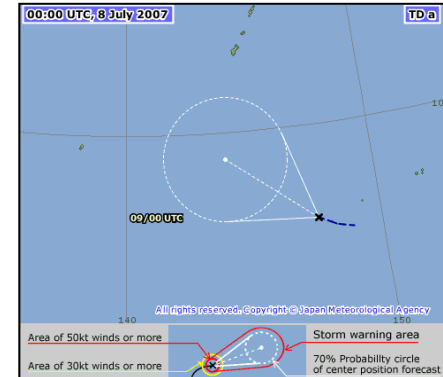 00:00 UTC, 8 July 2007
TD a
10
09/00 UTC
All rights reserved. Copyright © Japan Meteorological Agency
140
150
Area of 50kt winds or more
Storm warning area
Area of 30kt winds or more
70% Probability circle
of center position forecast